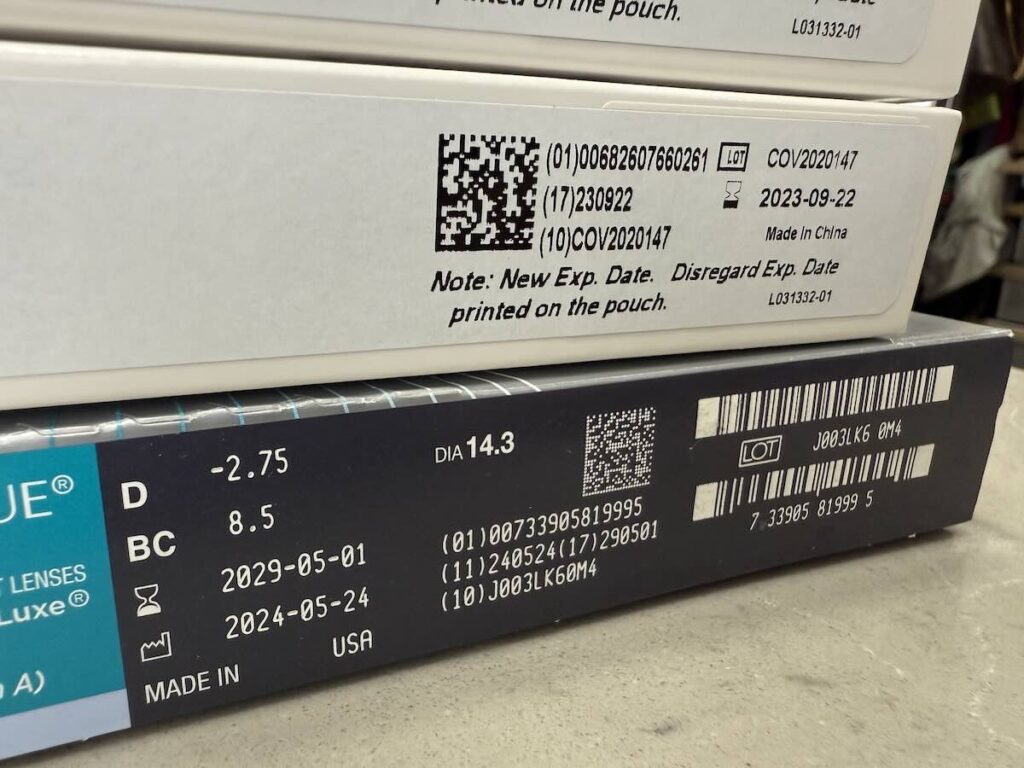 printed on the pouch.
L031332-01
(01)00682607660261 LOT COV2020147
(17)230922 2023-09-22
(10)COV2020147 Made In China
Note: New Exp. Date. Disregard Exp. Date
printed on the pouch. L031332-01
UE®
T LENSES
Luxe®
A)
D -2.75
BC 8.5
2029-05-01
2024-05-24
MADE IN USA
DIA 14.3
(01)00733905819995
(11)240524(17)290501
(10)J003LK60M4
LOT J003LK6 0M4
7 33905 81999 5